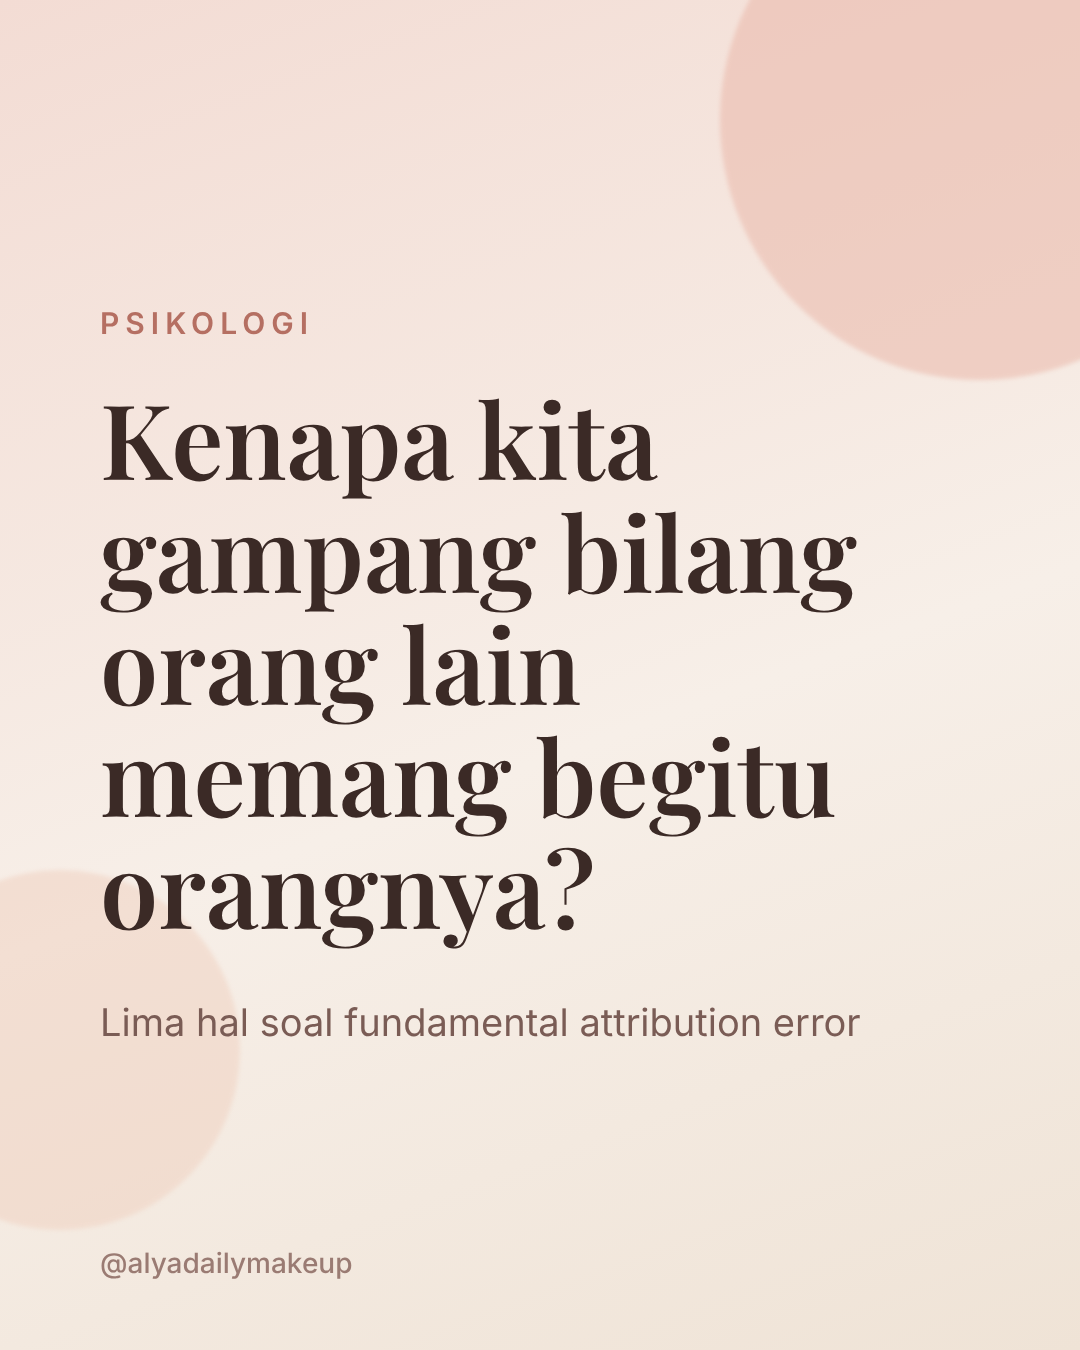 PSIKOLOGI
Kenapa kita
gampang bilang
orang lain
memang begitu
orangnya?
Lima hal soal fundamental attribution error
@alyadailymakeup